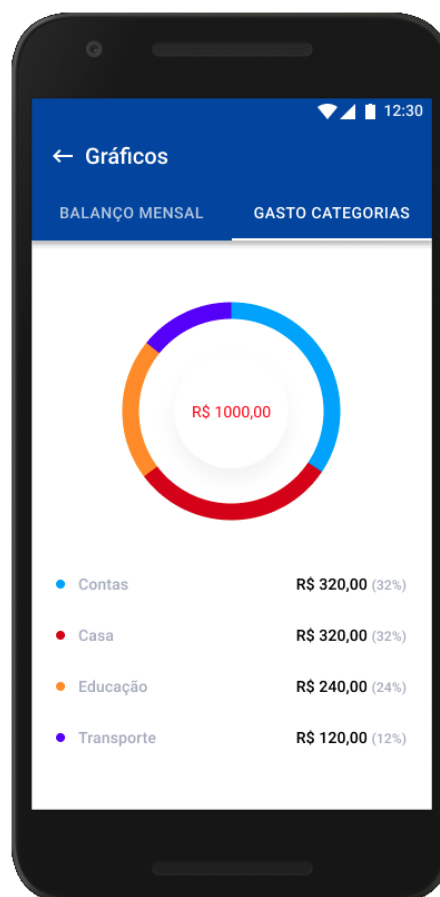 12:30
← Gráficos
BALANÇO MENSAL GASTO CATEGORIAS
R$ 1000,00
Contas R$ 320,00 (32%)
Casa R$ 320,00 (32%)
Educação R$ 240,00 (24%)
Transporte R$ 120,00 (12%)